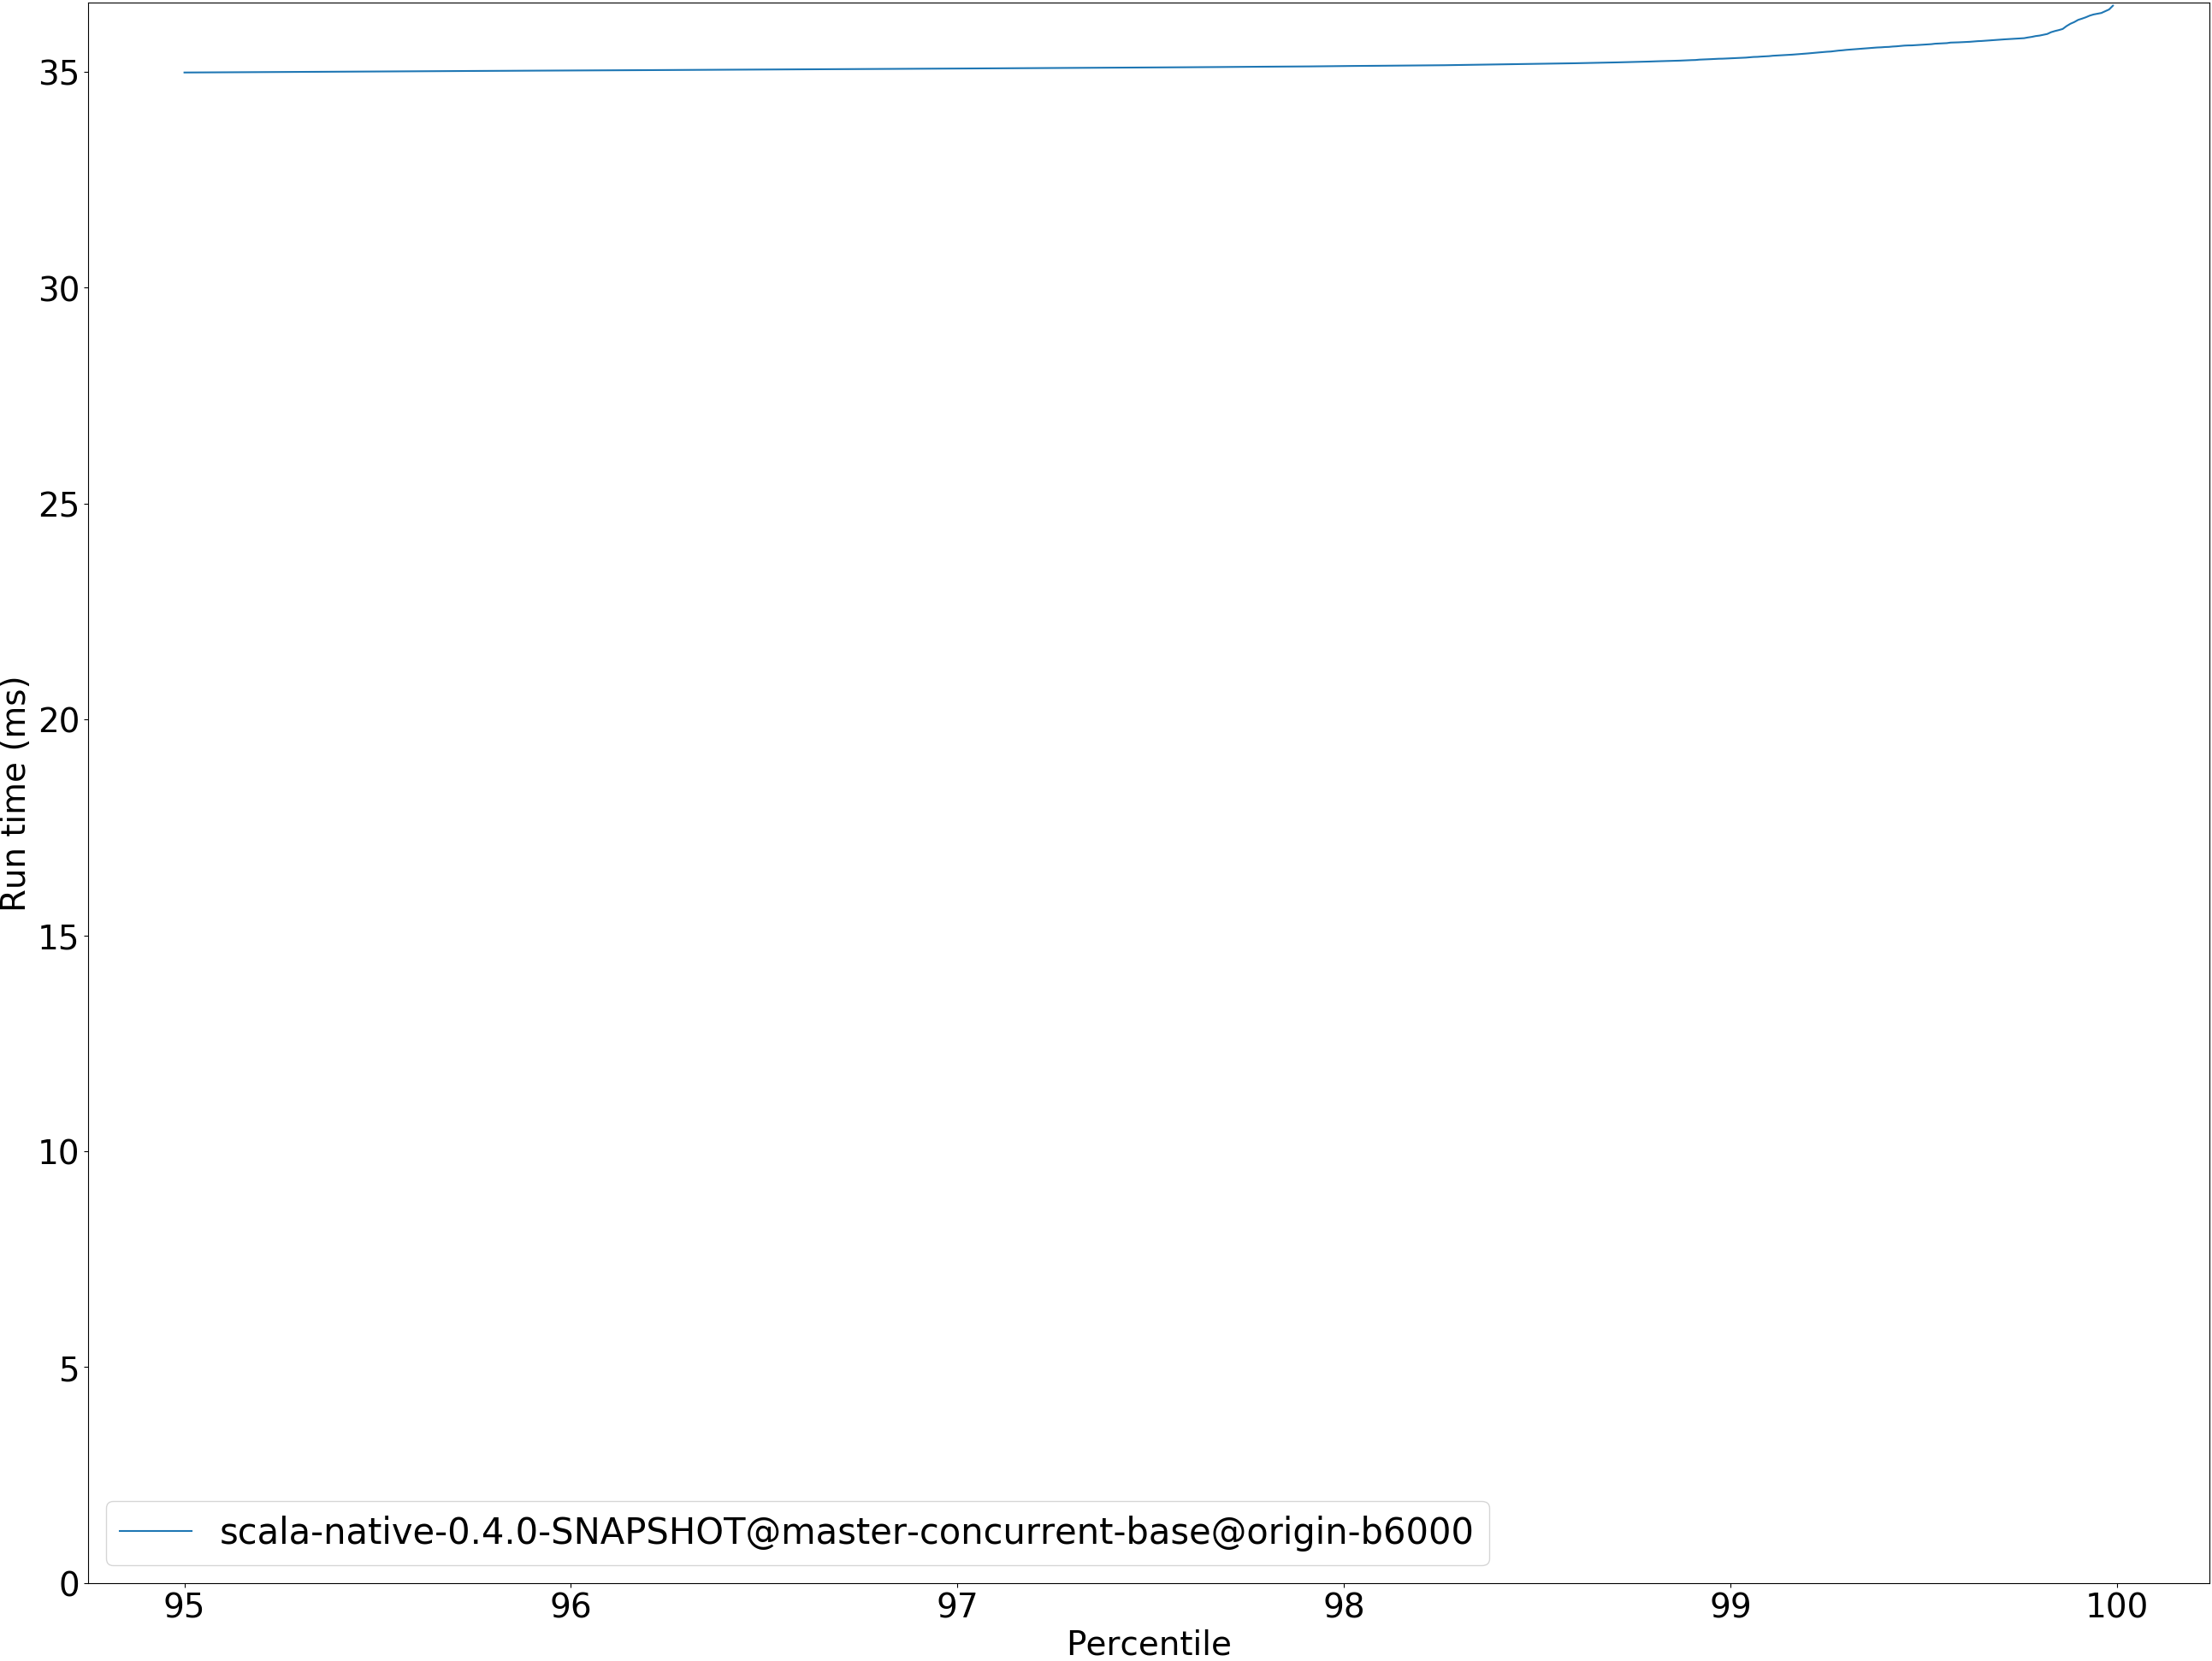 35
30
25
20
15
10
5
0
Run time (ms)
scala-native-0.4.0-SNAPSHOT@master-concurrent-base@origin-b6000
95 96 97 98 99 100
Percentile